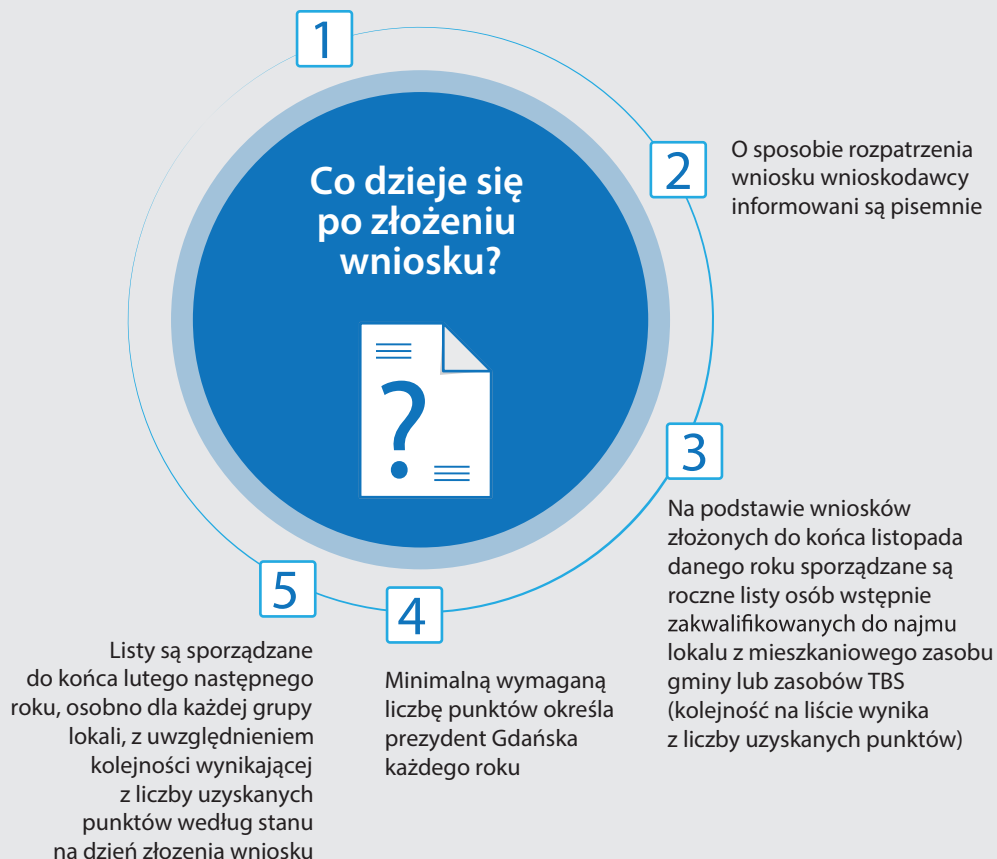 Co dzieje się
po złożeniu
wniosku?
?
1
2
O sposobie rozpatrzenia
wniosku wnioskodawcy
informowani są pisemnie
3
Na podstawie wniosków
złożonych do końca listopada
danego roku sporządzane są
roczne listy osób wstępnie
zakwalifikowanych do najmu
lokalu z mieszkaniowego zasobu
gminy lub zasobów TBS
(kolejność na liście wynika
z liczby uzyskanych punktów)
4
Minimalną wymaganą
liczbę punktów określa
prezydent Gdańska
każdego roku
5
Listy są sporządzane
do końca lutego następnego
roku, osobno dla każdej grupy
lokali, z uwzględnieniem
kolejności wynikającej
z liczby uzyskanych
punktów według stanu
na dzień złozenia wniosku